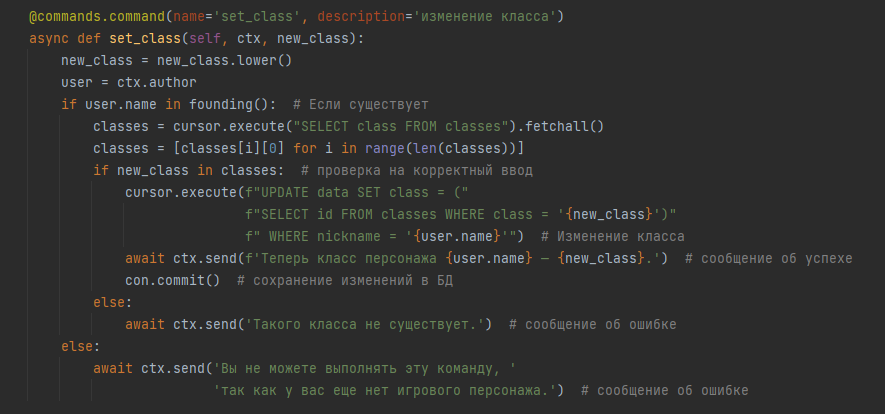 @commands.command(name='set_class', description='изменение класса')
async def set_class(self, ctx, new_class):
    new_class = new_class.lower()
    user = ctx.author
    if user.name in founding():  # Если существует
        classes = cursor.execute("SELECT class FROM classes").fetchall()
        classes = [classes[i][0] for i in range(len(classes))]
        if new_class in classes:  # проверка на корректный ввод
            cursor.execute(f"UPDATE data SET class = ("
                           f"SELECT id FROM classes WHERE class = '{new_class}')"
                           f" WHERE nickname = '{user.name}'")  # Изменение класса
            await ctx.send(f'Теперь класс персонажа {user.name} — {new_class}.')  # сообщение об успехе
            con.commit()  # сохранение изменений в БД
        else:
            await ctx.send('Такого класса не существует.')  # сообщение об ошибке
    else:
        await ctx.send('Вы не можете выполнять эту команду, '
                       'так как у вас еще нет игрового персонажа.')  # сообщение об ошибке